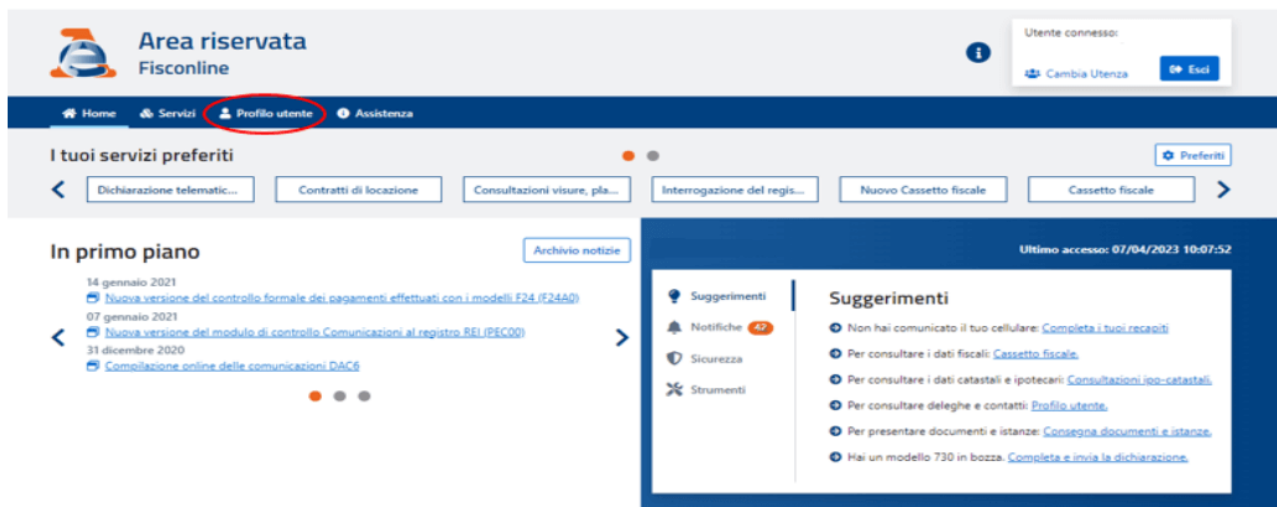 Area riservata
Fisconline
Utente connesso:
Cambia Utenza
Esci
Home Servizi Profilo utente Assistenza
I tuoi servizi preferiti
Preferiti
Dichiarazione telematic... Contratti di locazione Consultazioni visure, pla... Interrogazione del regis... Nuovo Cassetto fiscale Cassetto fiscale
In primo piano
Archivio notizie
14 gennaio 2021
Nuova versione del controllo formale dei pagamenti effettuati con i modelli F24 (F24A0)
07 gennaio 2021
Nuova versione del modulo di controllo Comunicazioni al registro REI (PEC00)
31 dicembre 2020
Compilazione online delle comunicazioni DAC6
Ultimo accesso: 07/04/2023 10:07:52
Suggerimenti
Notifiche 42
Sicurezza
Strumenti
Suggerimenti
Non hai comunicato il tuo cellulare: Completa i tuoi recapiti
Per consultare i dati fiscali: Cassetto fiscale.
Per consultare i dati catastali e ipotecari: Consultazioni ipo-catastali.
Per consultare deleghe e contatti: Profilo utente.
Per presentare documenti e istanze: Consegna documenti e istanze.
Hai un modello 730 in bozza. Completa e invia la dichiarazione.